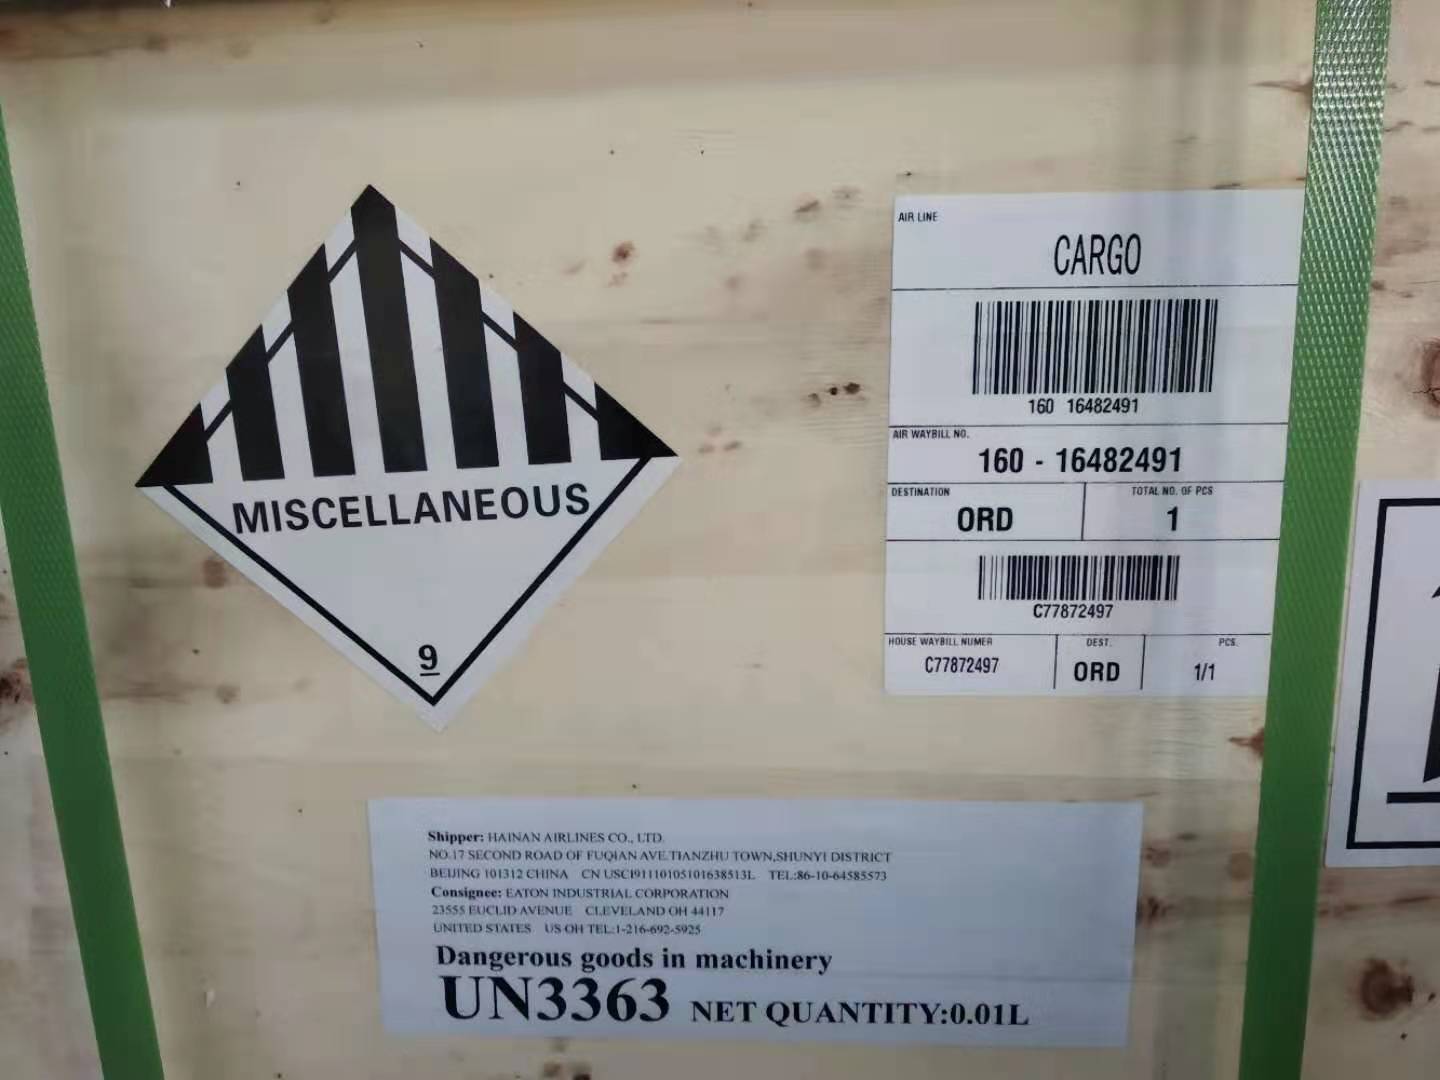 MISCELLANEOUS
9
AIR LINE
CARGO
160 16482491
AIR WAYBILL NO.
160 - 16482491
DESTINATION
ORD
TOTAL NO. OF PCS
1
C77872497
HOUSE WAYBILL NUMER
C77872497
DEST.
ORD
PCS.
1/1
Shipper: HAINAN AIRLINES CO., LTD.
NO.17 SECOND ROAD OF FUQIAN AVE.TIANZHU TOWN,SHUNYI DISTRICT
BEIJING 101312 CHINA CN USCI91110105101638513L TEL:86-10-64585573
Consignee: EATON INDUSTRIAL CORPORATION
23555 EUCLID AVENUE CLEVELAND OH 44117
UNITED STATES US OH TEL:1-216-692-5925
Dangerous goods in machinery
UN3363 NET QUANTITY:0.01L